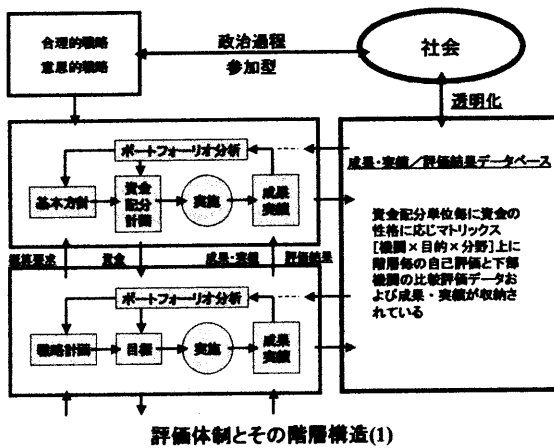 合理的戦略
意思的戦略
政治過程
参加型
社会
透明化
ポートフォーリオ分析
基本方針
資金
配分
計画
実施
成果
実績
概算要求
資金
成果・実績
評価結果
ポートフォーリオ分析
戦略計画
目標
実施
成果
実績
成果・実績／評価結果データベース
資金配分単位毎に資金の
性格に応じマトリックス
[機関×目的×分野]上に
階層毎の自己評価と下部
機関の比較評価データお
よび成果・実績が収納さ
れている
評価体制とその階層構造(1)